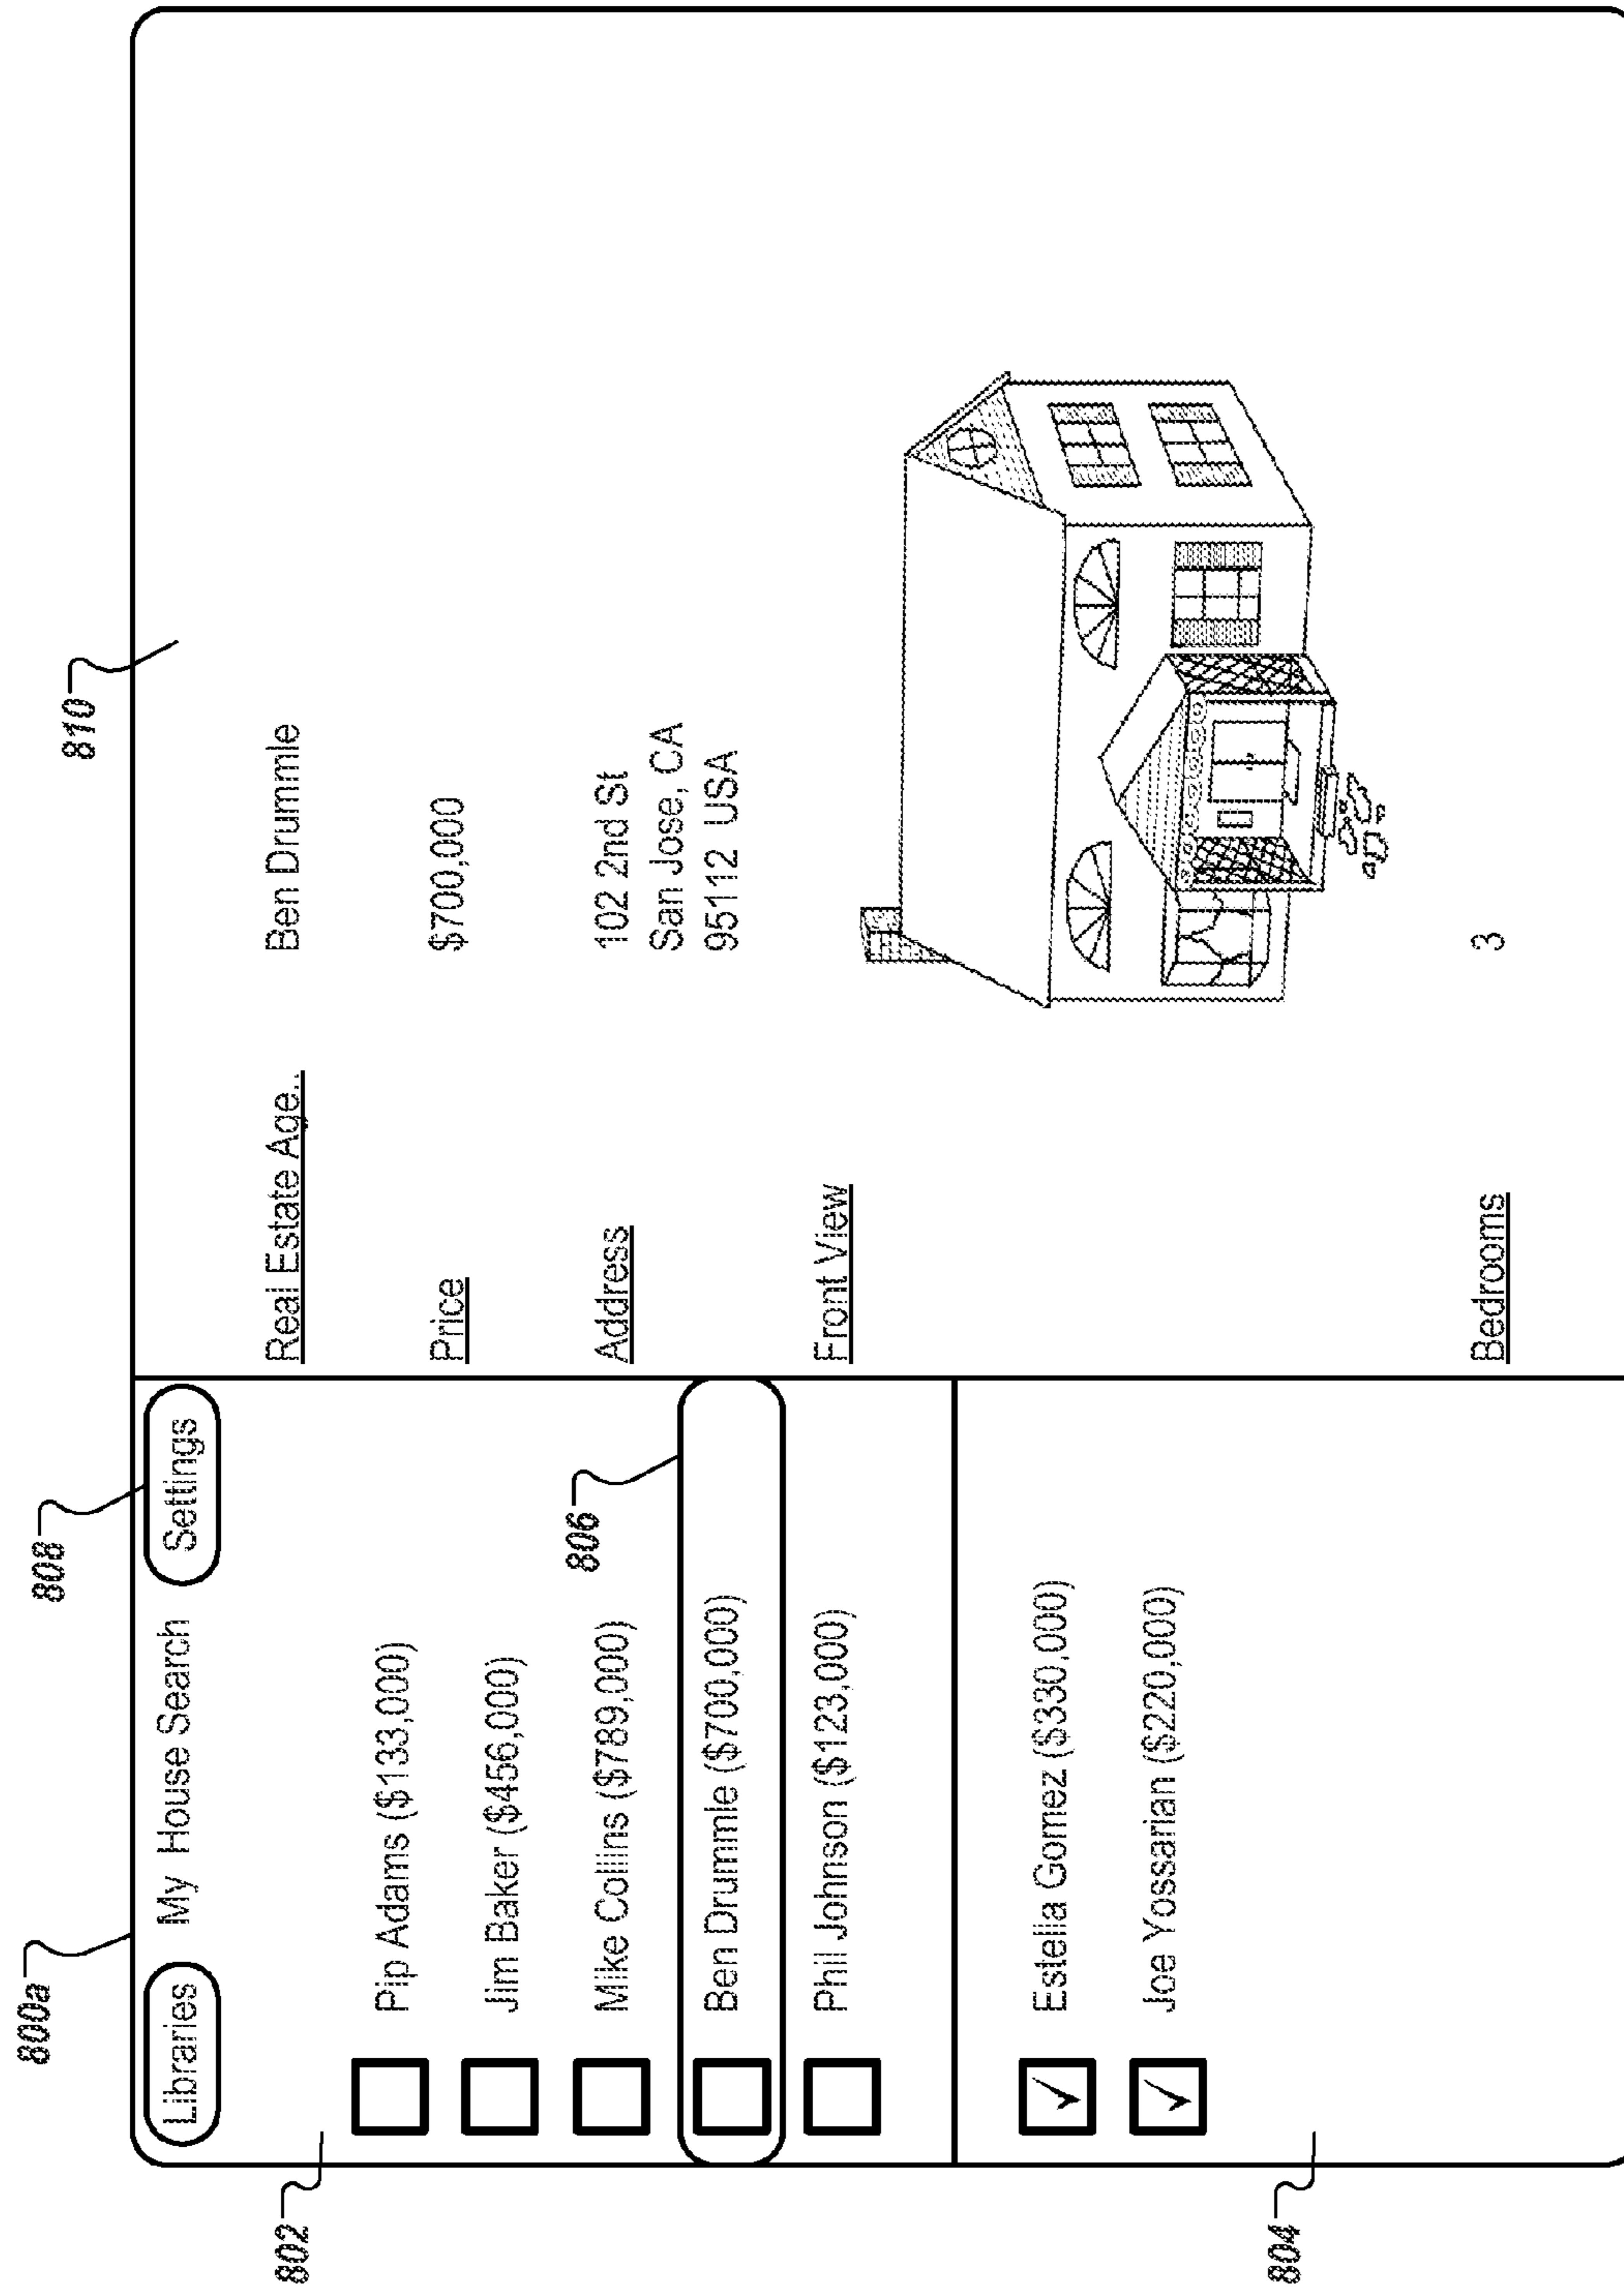 800a
808
810
Libraries
My House Search
Settings
802
Pip Adams ($133,000)
Jim Baker ($456,000)
Mike Collins ($789,000)
806
Ben Drummle ($700,000)
Phil Johnson ($123,000)
Estella Gomez ($330,000)
Joe Yossarian ($220,000)
804
Real Estate Age...
Ben Drummle
Price
$700,000
Address
102 2nd St
San Jose, CA
95112 USA
Front View
Bedrooms
3